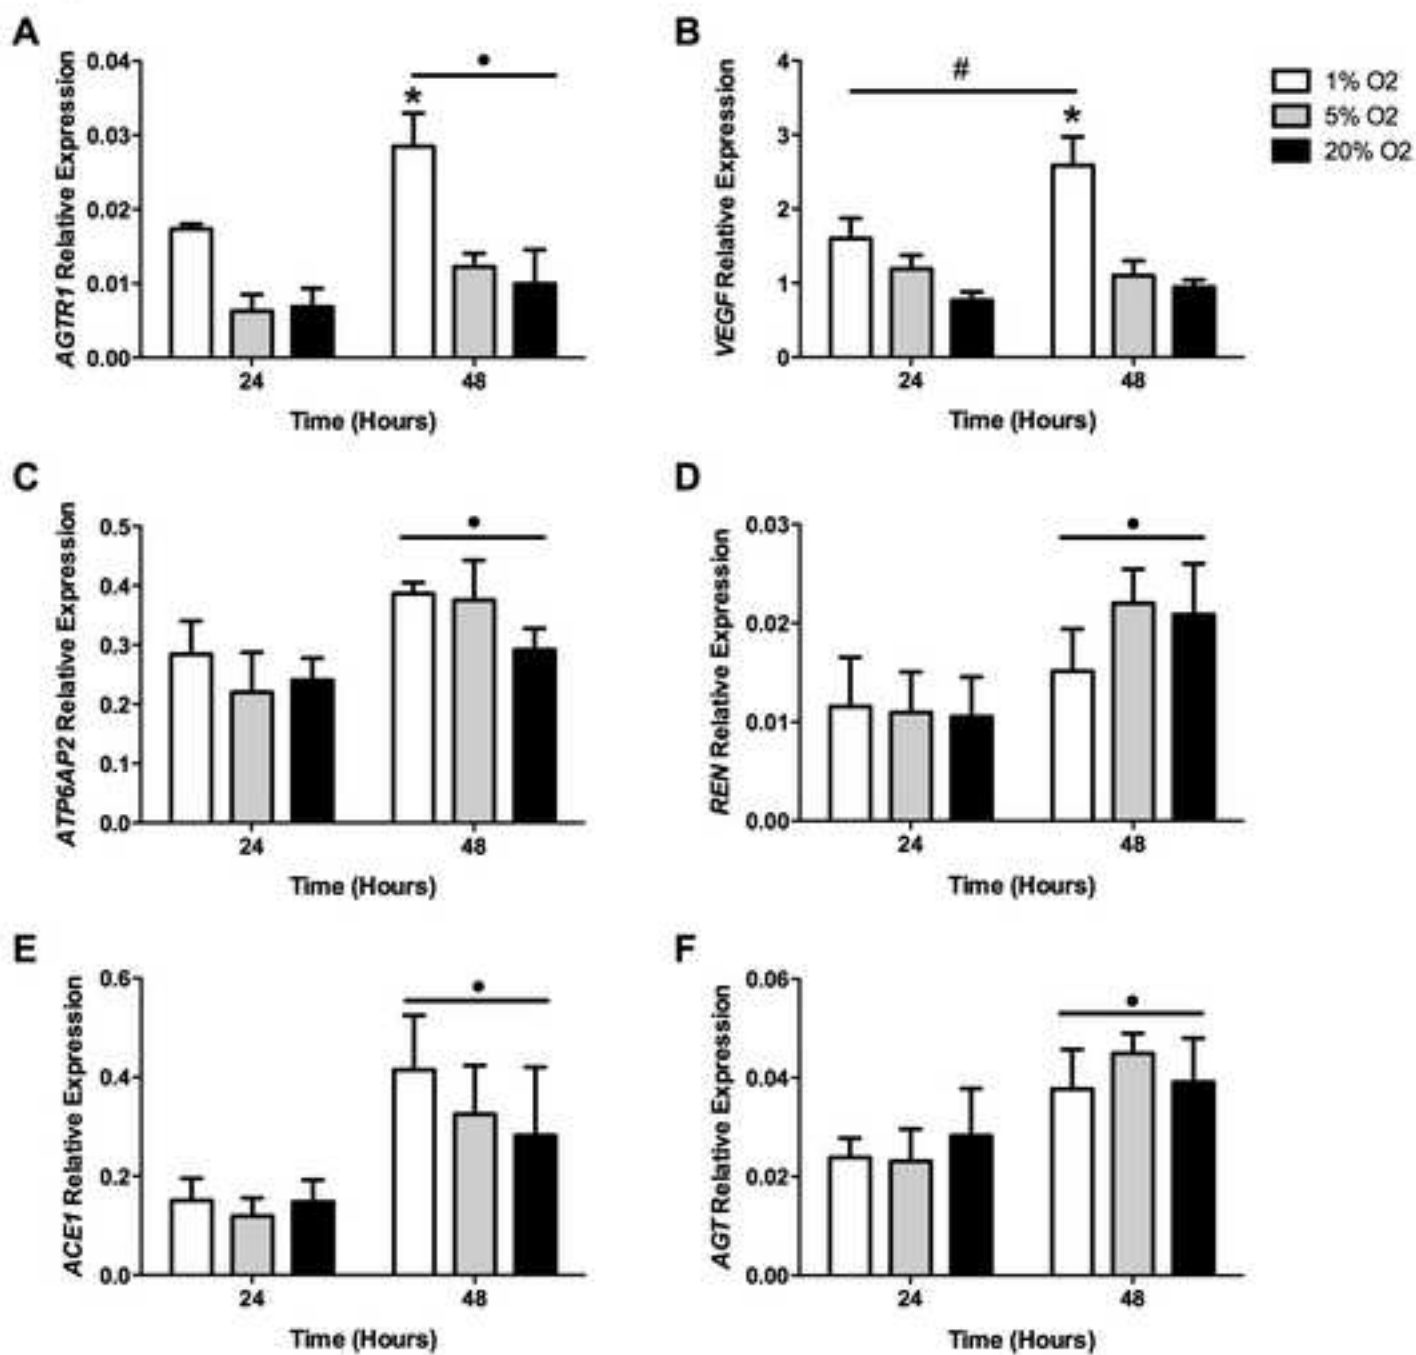 A
AGTR1 Relative Expression
0.04
0.03
0.02
0.01
0.00
*
•
24
48
Time (Hours)
B
VEGF Relative Expression
4
3
2
1
0
#
*
24
48
Time (Hours)
1% O2
5% O2
20% O2
C
ATP6AP2 Relative Expression
0.5
0.4
0.3
0.2
0.1
0.0
•
24
48
Time (Hours)
D
REN Relative Expression
0.03
0.02
0.01
0.00
•
24
48
Time (Hours)
E
ACE1 Relative Expression
0.6
0.4
0.2
0.0
•
24
48
Time (Hours)
F
AGT Relative Expression
0.06
0.04
0.02
0.00
•
24
48
Time (Hours)